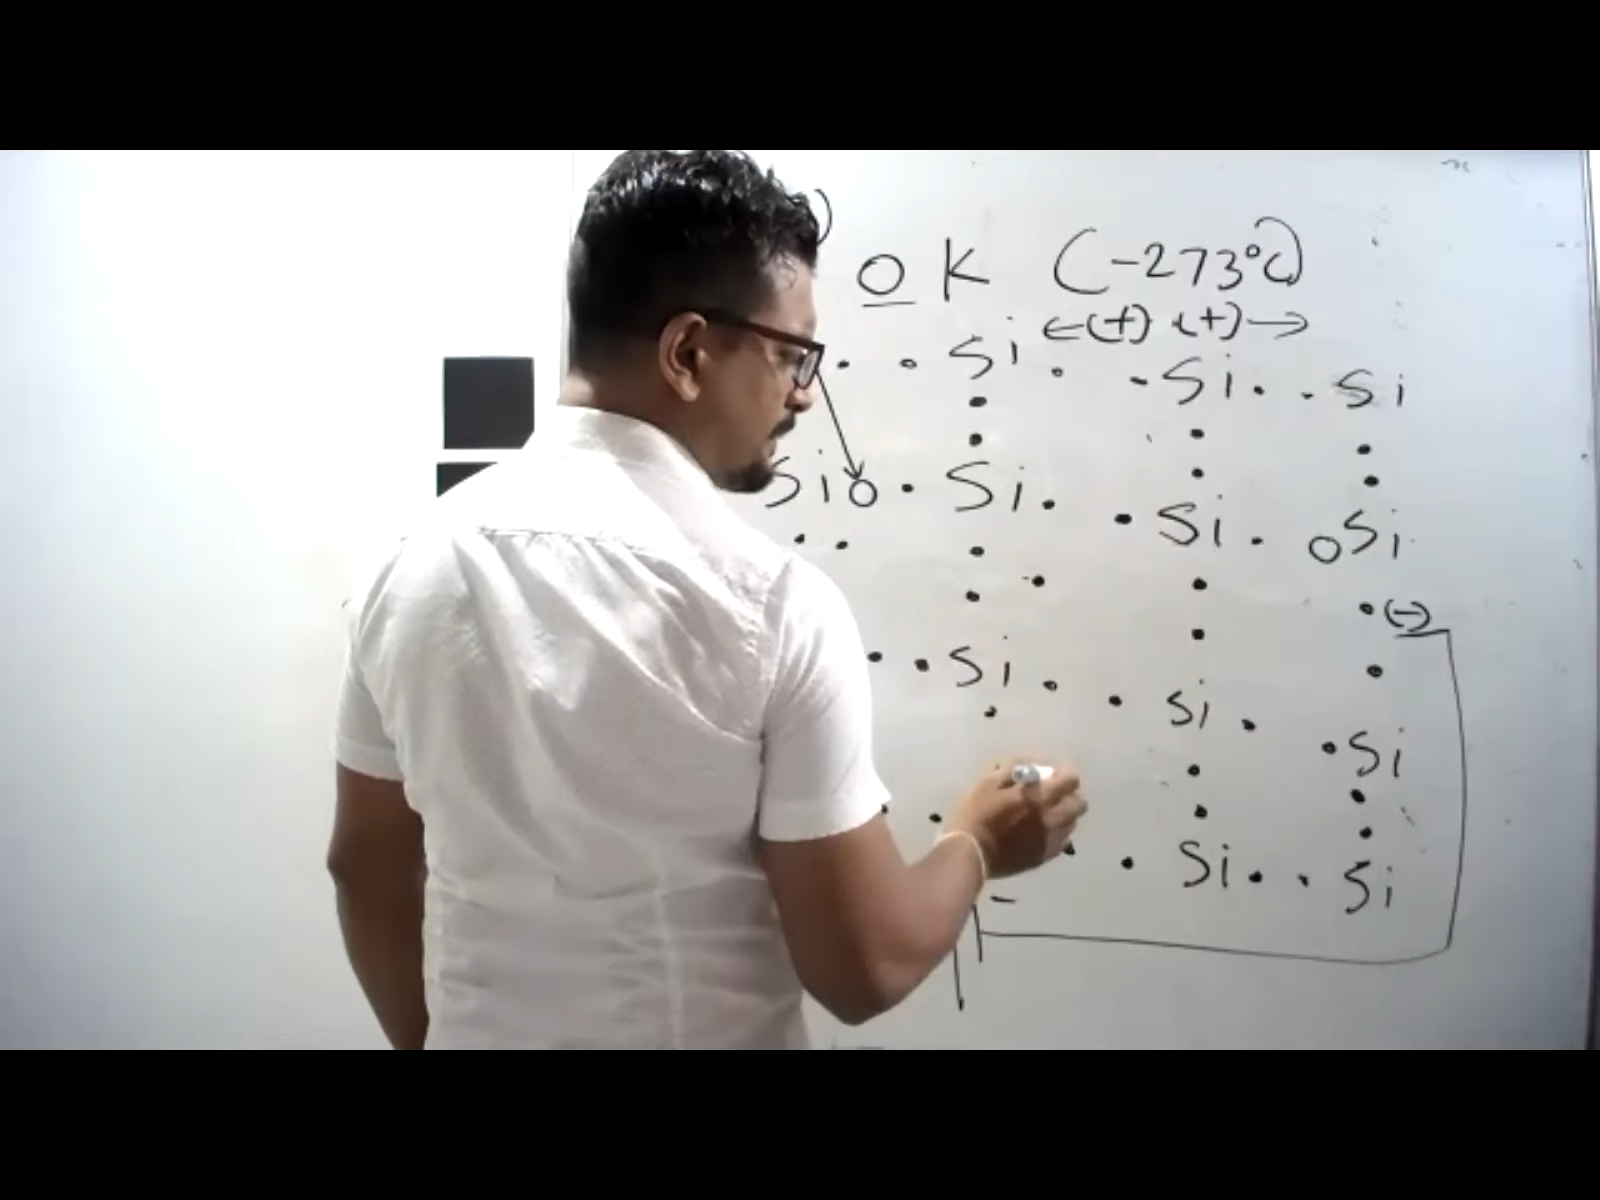 0 K (-273°C)
←(+) (+)→
Si Si Si
Si Si Si Si
(-)
Si Si Si
Si Si
-